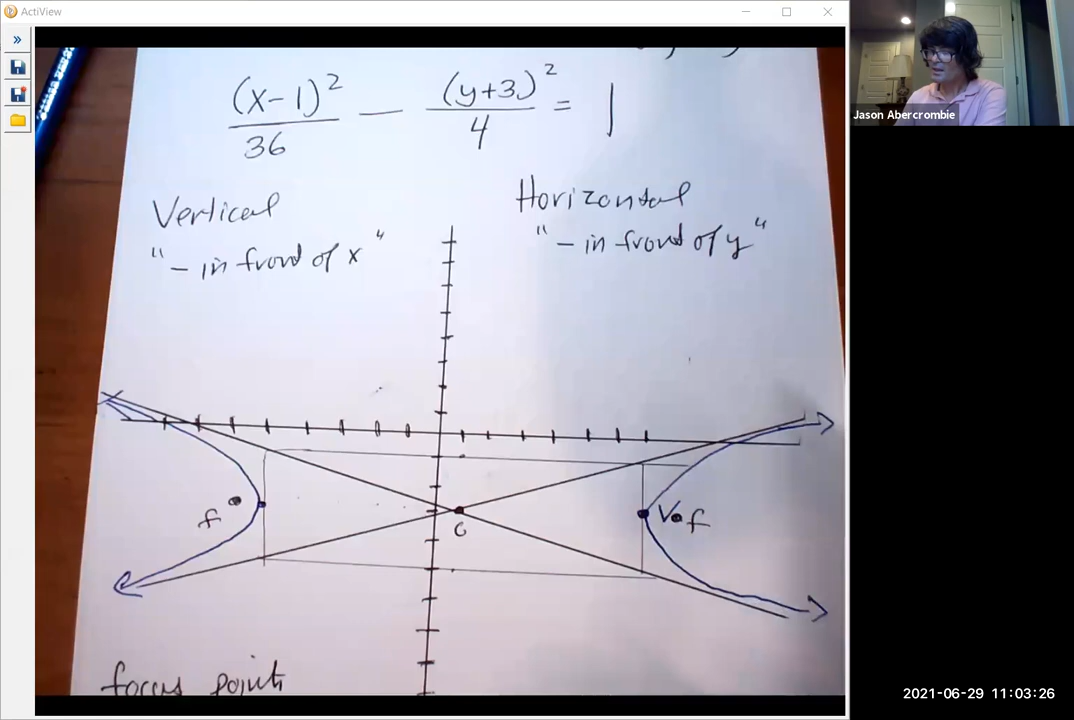 ActiView
(x-1)² / 36 — (y+3)² / 4 = 1
Vertical
"- in front of x"
Horizontal
"- in front of y"
f
V f
C
focus point
Jason Abercrombie
2021-06-29 11:03:26